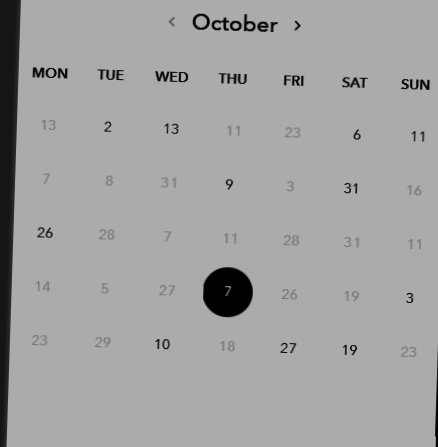 ‹ October ›
MON TUE WED THU FRI SAT SUN
13 2 13 11 23 6 11
7 8 31 9 3 31 16
26 28 7 11 28 31 11
14 5 27 7 26 19 3
23 29 10 18 27 19 23